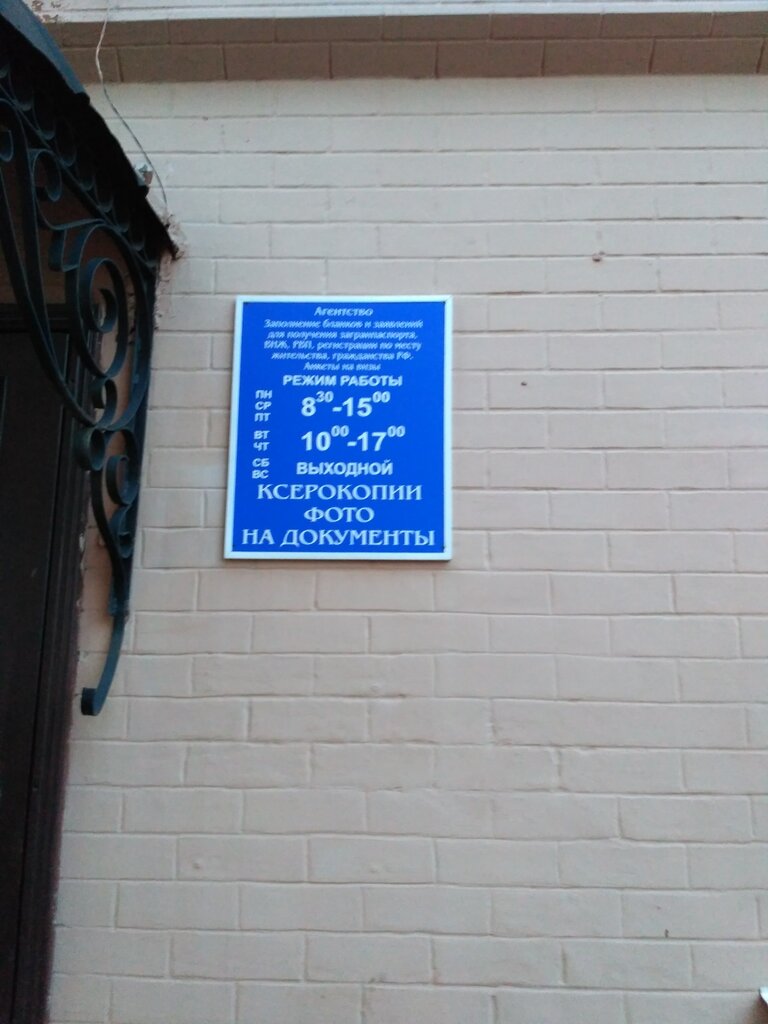 Агентство
Заполнение бланков и заявлений
для получения загранпаспорта,
ВНЖ, РВП, регистрации по месту
жительства, гражданства РФ.
Анкеты на визы
РЕЖИМ РАБОТЫ
ПН
СР 8³⁰-15⁰⁰
ПТ
ВТ 10⁰⁰-17⁰⁰
ЧТ
СБ ВЫХОДНОЙ
ВС
КСЕРОКОПИИ
ФОТО
НА ДОКУМЕНТЫ